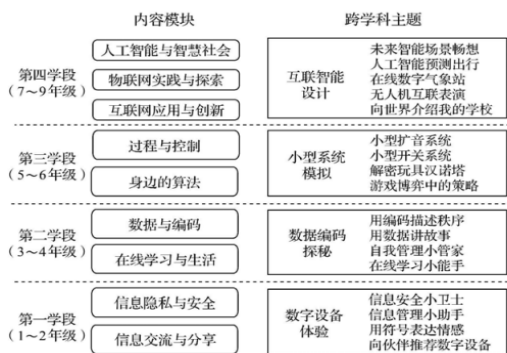 内容模块
跨学科主题
第四学段
(7～9年级)
人工智能与智慧社会
物联网实践与探索
互联网应用与创新
互联智能
设计
未来智能场景畅想
人工智能预测出行
在线数字气象站
无人机互联表演
向世界介绍我的学校
第三学段
(5～6年级)
过程与控制
身边的算法
小型系统
模拟
小型扩音系统
小型开关系统
解密玩具汉诺塔
游戏博弈中的策略
第二学段
(3～4年级)
数据与编码
在线学习与生活
数据编码
探秘
用编码描述秩序
用数据讲故事
自我管理小管家
在线学习小能手
第一学段
(1～2年级)
信息隐私与安全
信息交流与分享
数字设备
体验
信息安全小卫士
信息管理小助手
用符号表达情感
向伙伴推荐数字设备